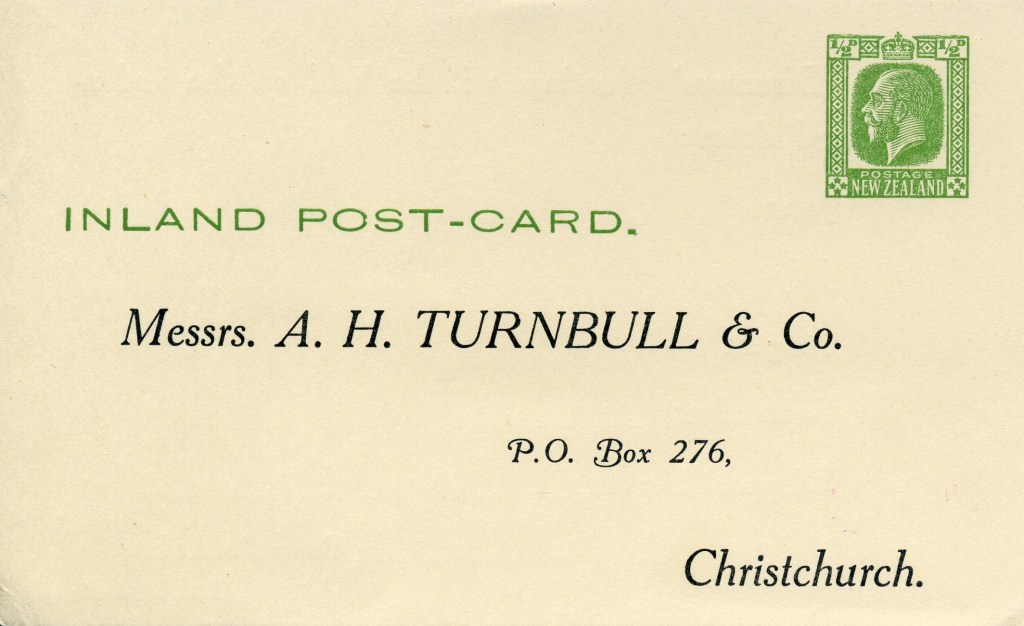 ½D ½D
POSTAGE
NEW ZEALAND
INLAND POST-CARD.
Messrs. A. H. TURNBULL & Co.
P.O. Box 276,
Christchurch.